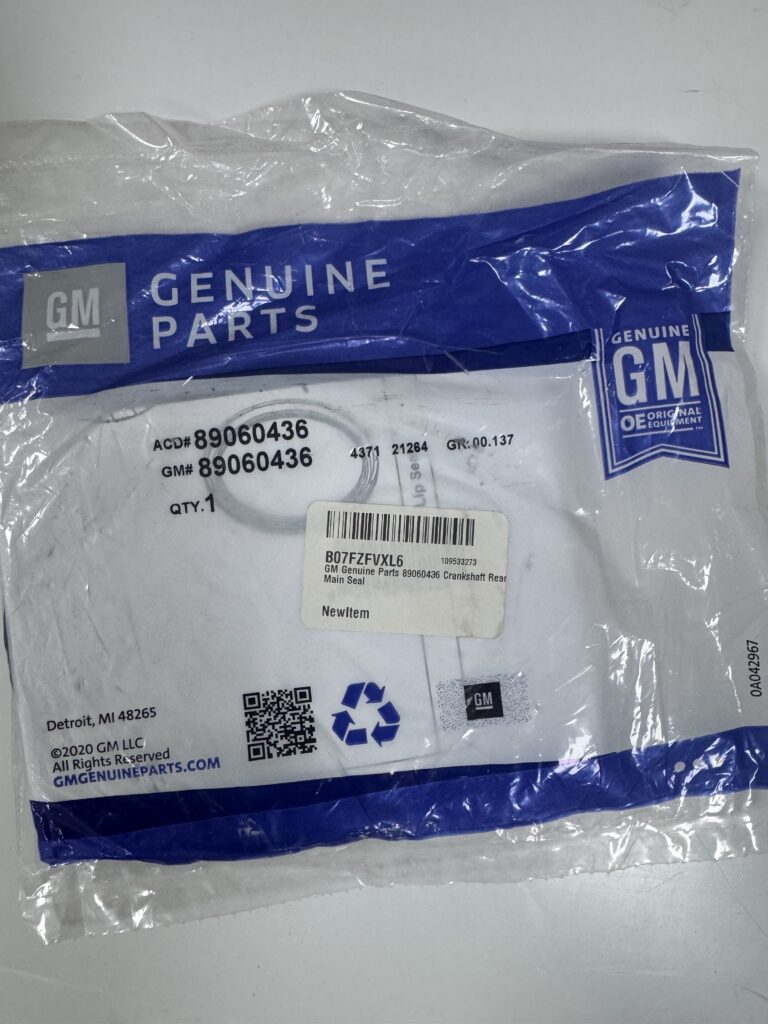 GM
GENUINE
PARTS
GENUINE
GM
OE ORIGINAL
EQUIPMENT
ACD# 89060436
GM# 89060436
QTY. 1
4371 21264 GR: 00.137
Lip Se
B07FZFVXL6 109533273
GM Genuine Parts 89060436 Crankshaft Rear
Main Seal
NewItem
GM
0A042967
Detroit, MI 48265
©2020 GM LLC
All Rights Reserved
GMGENUINEPARTS.COM